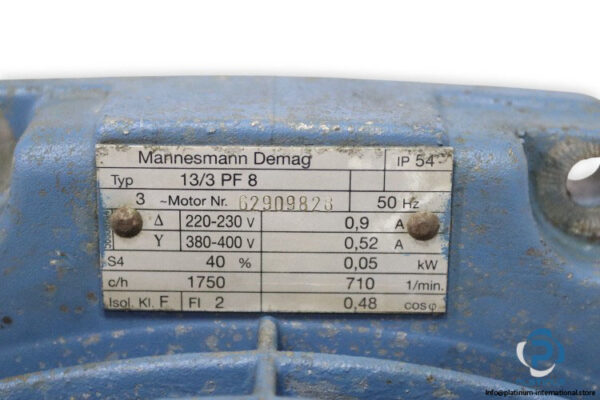 Mannesmann Demag IP 54
Typ 13/3 PF 8
3 ~Motor Nr. 62909828 50 Hz
Δ 220-230 V 0,9 A
Y 380-400 V 0,52 A
S4 40 % 0,05 kW
c/h 1750 710 1/min.
Isol. Kl. F FI 2 0,48 cosφ
info@platinum-international.store